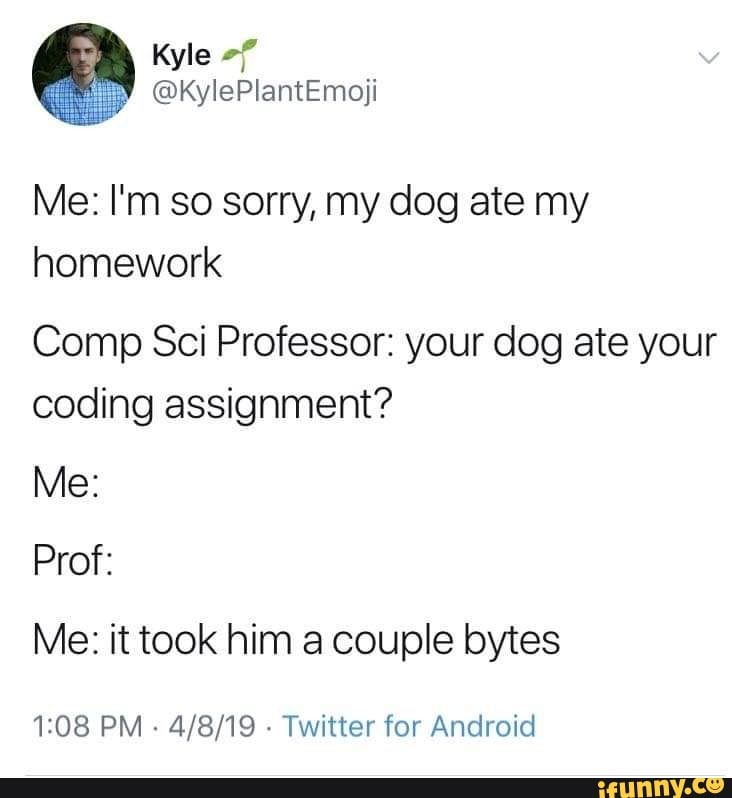 Kyle 🌱
@KylePlantEmoji
Me: I'm so sorry, my dog ate my
homework
Comp Sci Professor: your dog ate your
coding assignment?
Me:
Prof:
Me: it took him a couple bytes
1:08 PM · 4/8/19 · Twitter for Android
ifunny.co